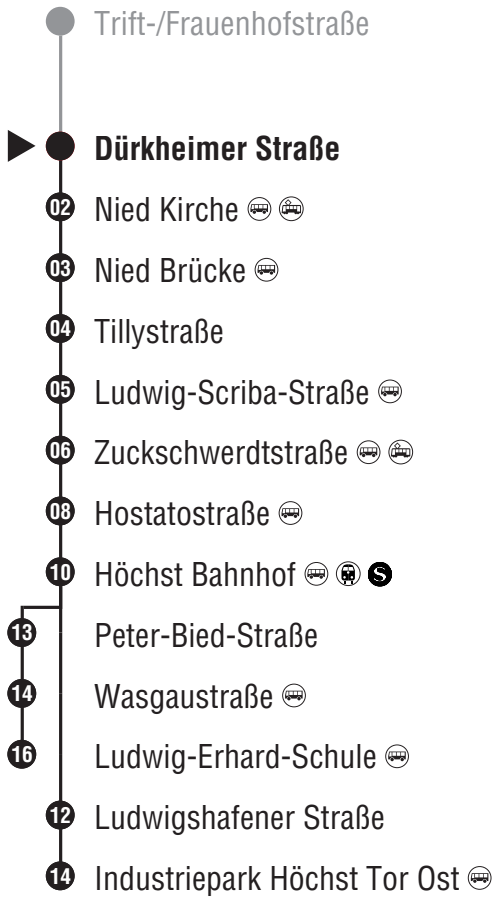 Trift-/Frauenhofstraße
Dürkheimer Straße
02 Nied Kirche
03 Nied Brücke
04 Tillystraße
05 Ludwig-Scriba-Straße
06 Zuckschwerdtstraße
08 Hostatostraße
10 Höchst Bahnhof S
13 Peter-Bied-Straße
14 Wasgaustraße
16 Ludwig-Erhard-Schule
12 Ludwigshafener Straße
14 Industriepark Höchst Tor Ost